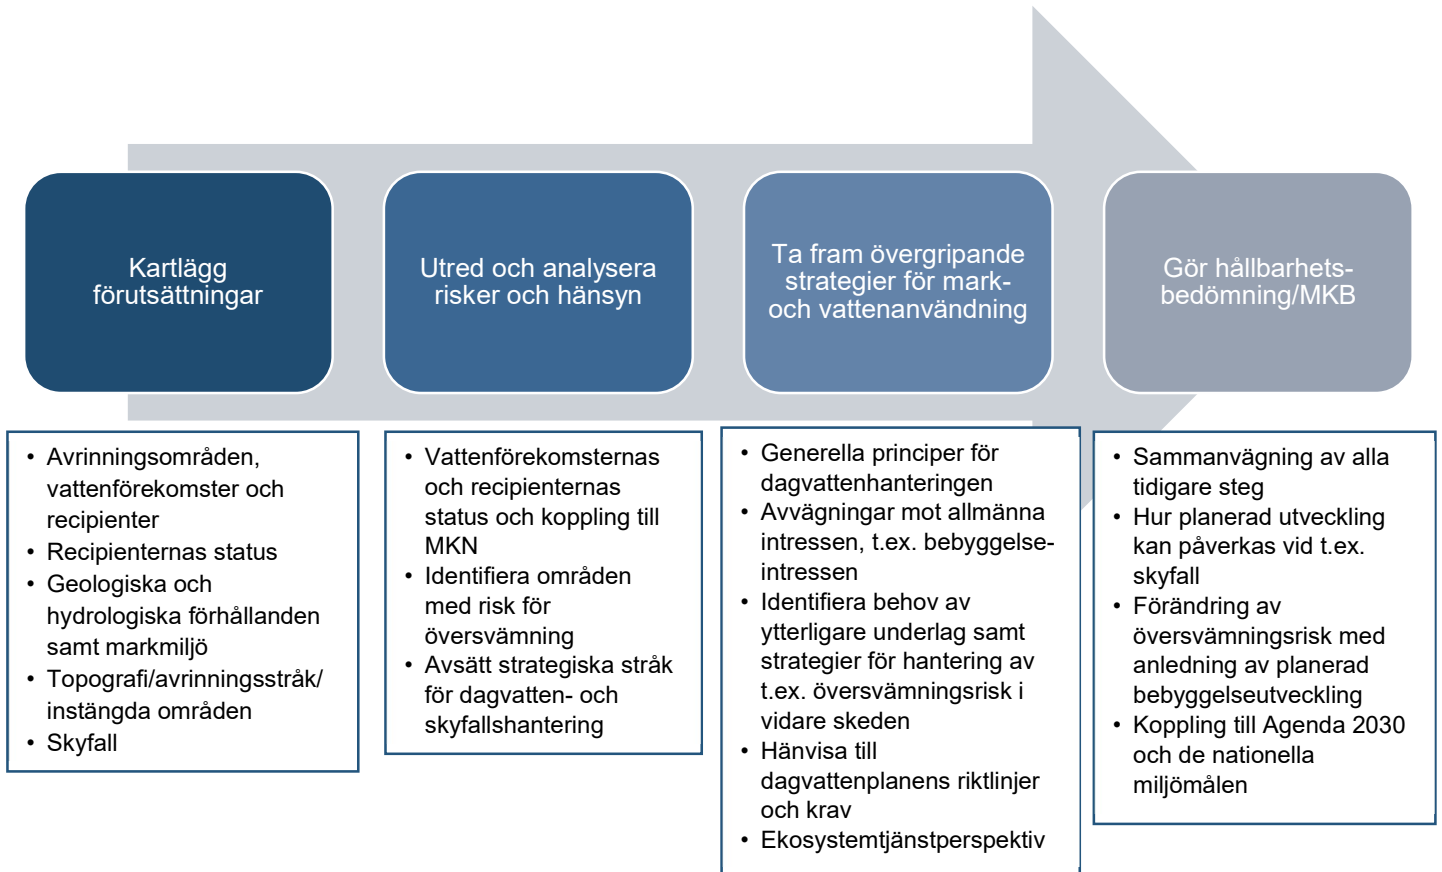 Kartlägg
förutsättningar
Utred och analysera
risker och hänsyn
Ta fram övergripande
strategier för mark-
och vattenanvändning
Gör hållbarhets-
bedömning/MKB
• Avrinningsområden,
vattenförekomster och
recipienter
• Recipienternas status
• Geologiska och
hydrologiska förhållanden
samt markmiljö
• Topografi/avrinningsstråk/
instängda områden
• Skyfall
• Vattenförekomsternas
och recipienternas
status och koppling till
MKN
• Identifiera områden
med risk för
översvämning
• Avsätt strategiska stråk
för dagvatten- och
skyfallshantering
• Generella principer för
dagvattenhanteringen
• Avvägningar mot allmänna
intressen, t.ex. bebyggelse-
intressen
• Identifiera behov av
ytterligare underlag samt
strategier för hantering av
t.ex. översvämningsrisk i
vidare skeden
• Hänvisa till
dagvattenplanens riktlinjer
och krav
• Ekosystemtjänstperspektiv
• Sammanvägning av alla
tidigare steg
• Hur planerad utveckling
kan påverkas vid t.ex.
skyfall
• Förändring av
översvämningsrisk med
anledning av planerad
bebyggelseutveckling
• Koppling till Agenda 2030
och de nationella
miljömålen